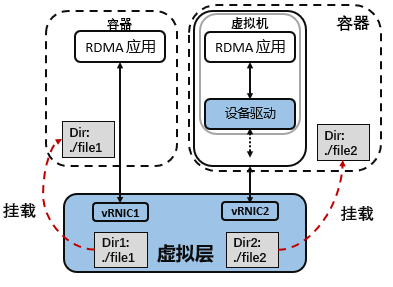 容器
RDMA 应用
Dir:
./file1
虚拟机
RDMA 应用
设备驱动
容器
Dir:
./file2
挂载
挂载
vRNIC1
vRNIC2
Dir1:
./file1
虚拟层
Dir2:
./file2